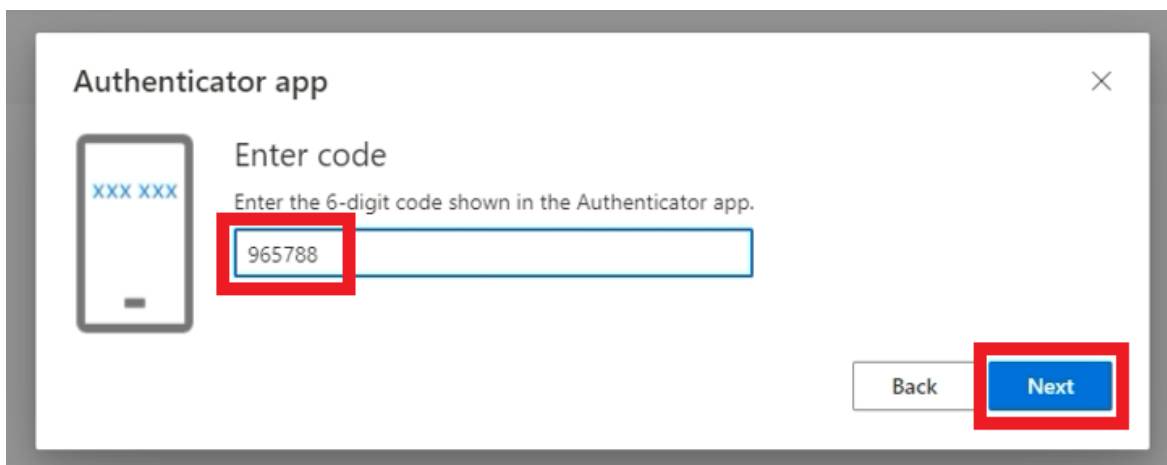 Authenticator app
Enter code
xxx xxx
Enter the 6-digit code shown in the Authenticator app.
965788
Back
Next